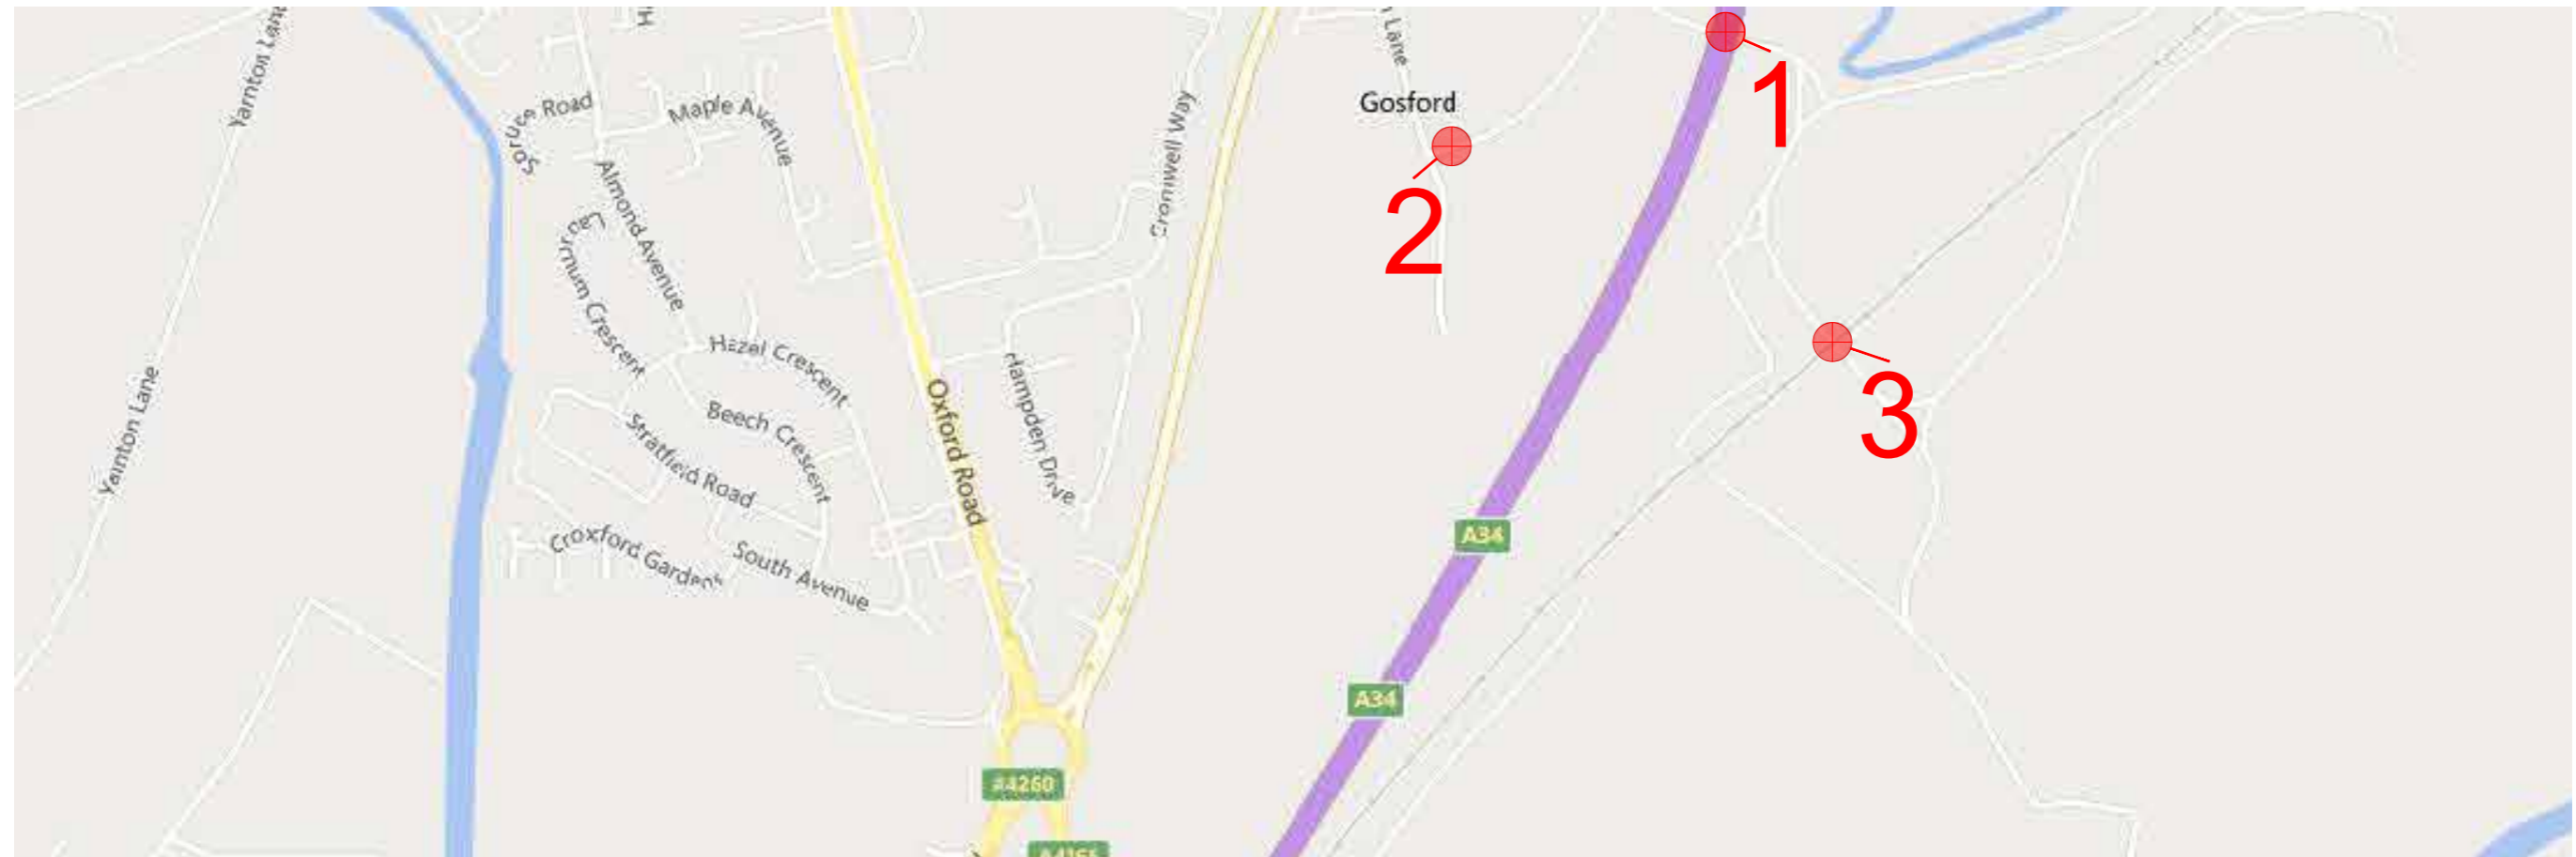 Yarnton Lane
H
Lane
1
Spruce Road
Maple Avenue
Gosford
Cromwell Way
Almond Avenue
2
Laburnum Crescent
Hazel Crescent
Yarnton Lane
Oxford Road
Hampden Drive
3
Beech Crescent
Stratfield Road
A34
Croxford Gardens
South Avenue
A34
A4260
A4165